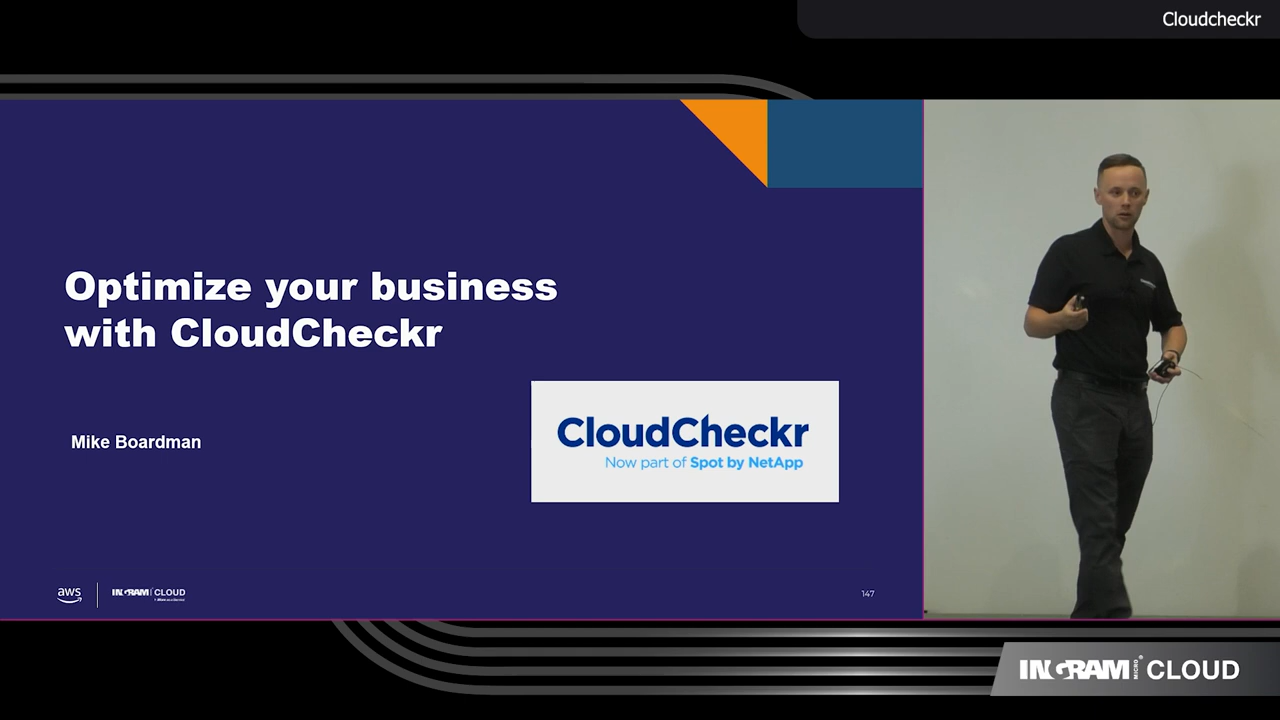 Cloudcheckr
Optimize your business
with CloudCheckr
Mike Boardman
CloudCheckr
Now part of Spot by NetApp
aws
INGRAM CLOUD
147
INGRAM MICRO CLOUD